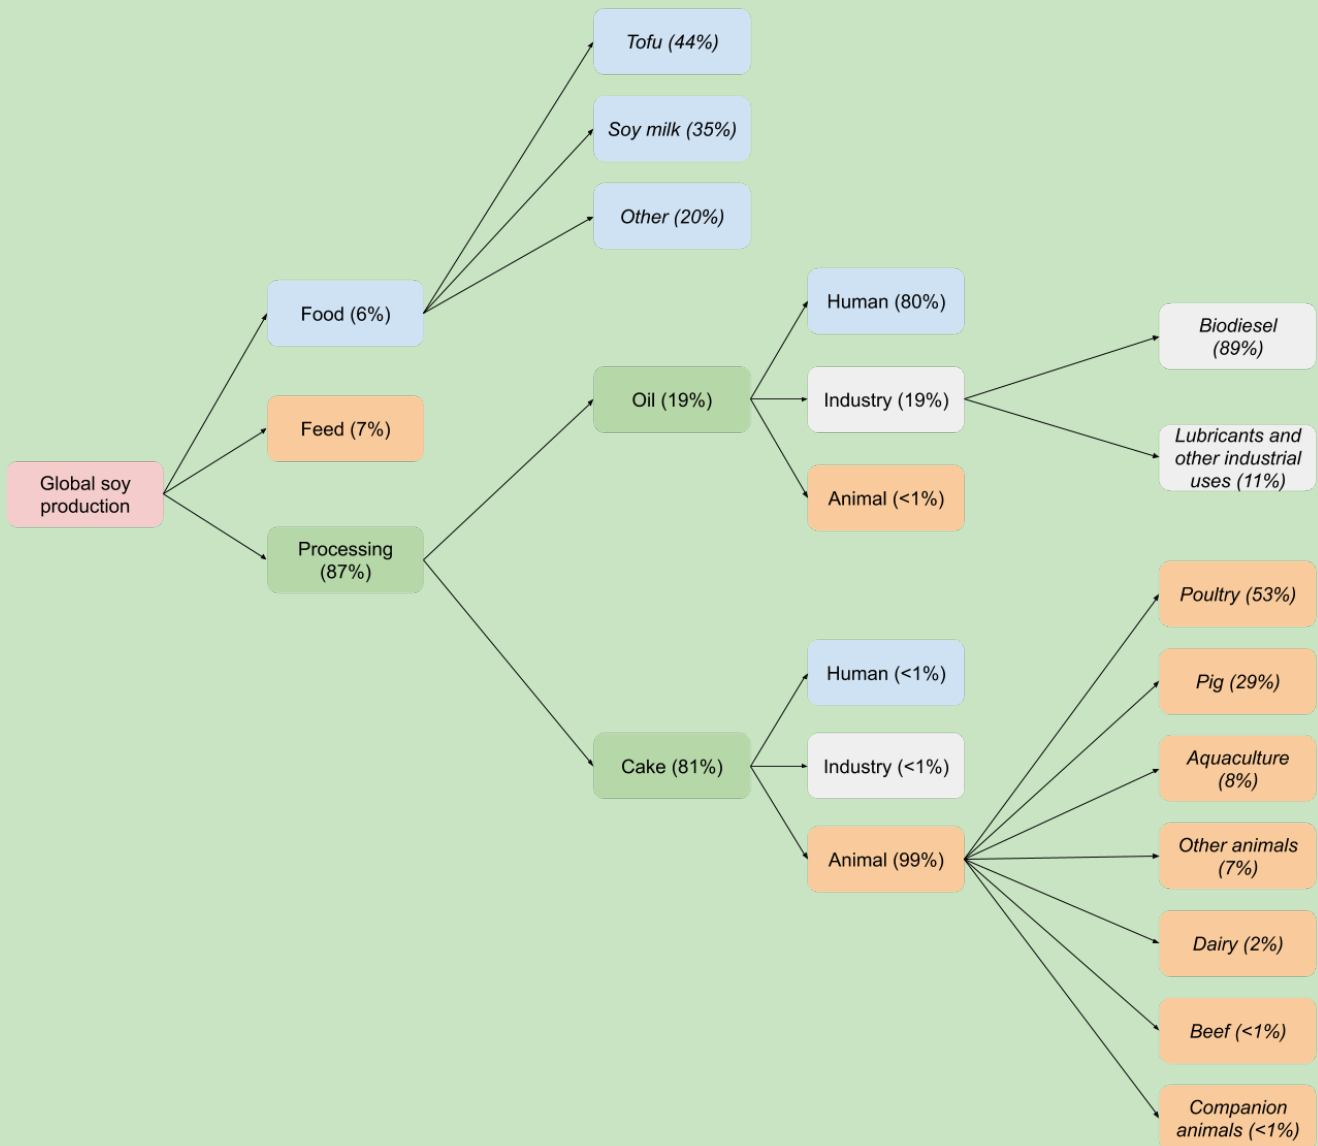 Tofu (44%)
Soy milk (35%)
Other (20%)
Food (6%)
Feed (7%)
Global soy
production
Processing
(87%)
Oil (19%)
Human (80%)
Industry (19%)
Animal (<1%)
Biodiesel
(89%)
Lubricants and
other industrial
uses (11%)
Cake (81%)
Human (<1%)
Industry (<1%)
Animal (99%)
Poultry (53%)
Pig (29%)
Aquaculture
(8%)
Other animals
(7%)
Dairy (2%)
Beef (<1%)
Companion
animals (<1%)